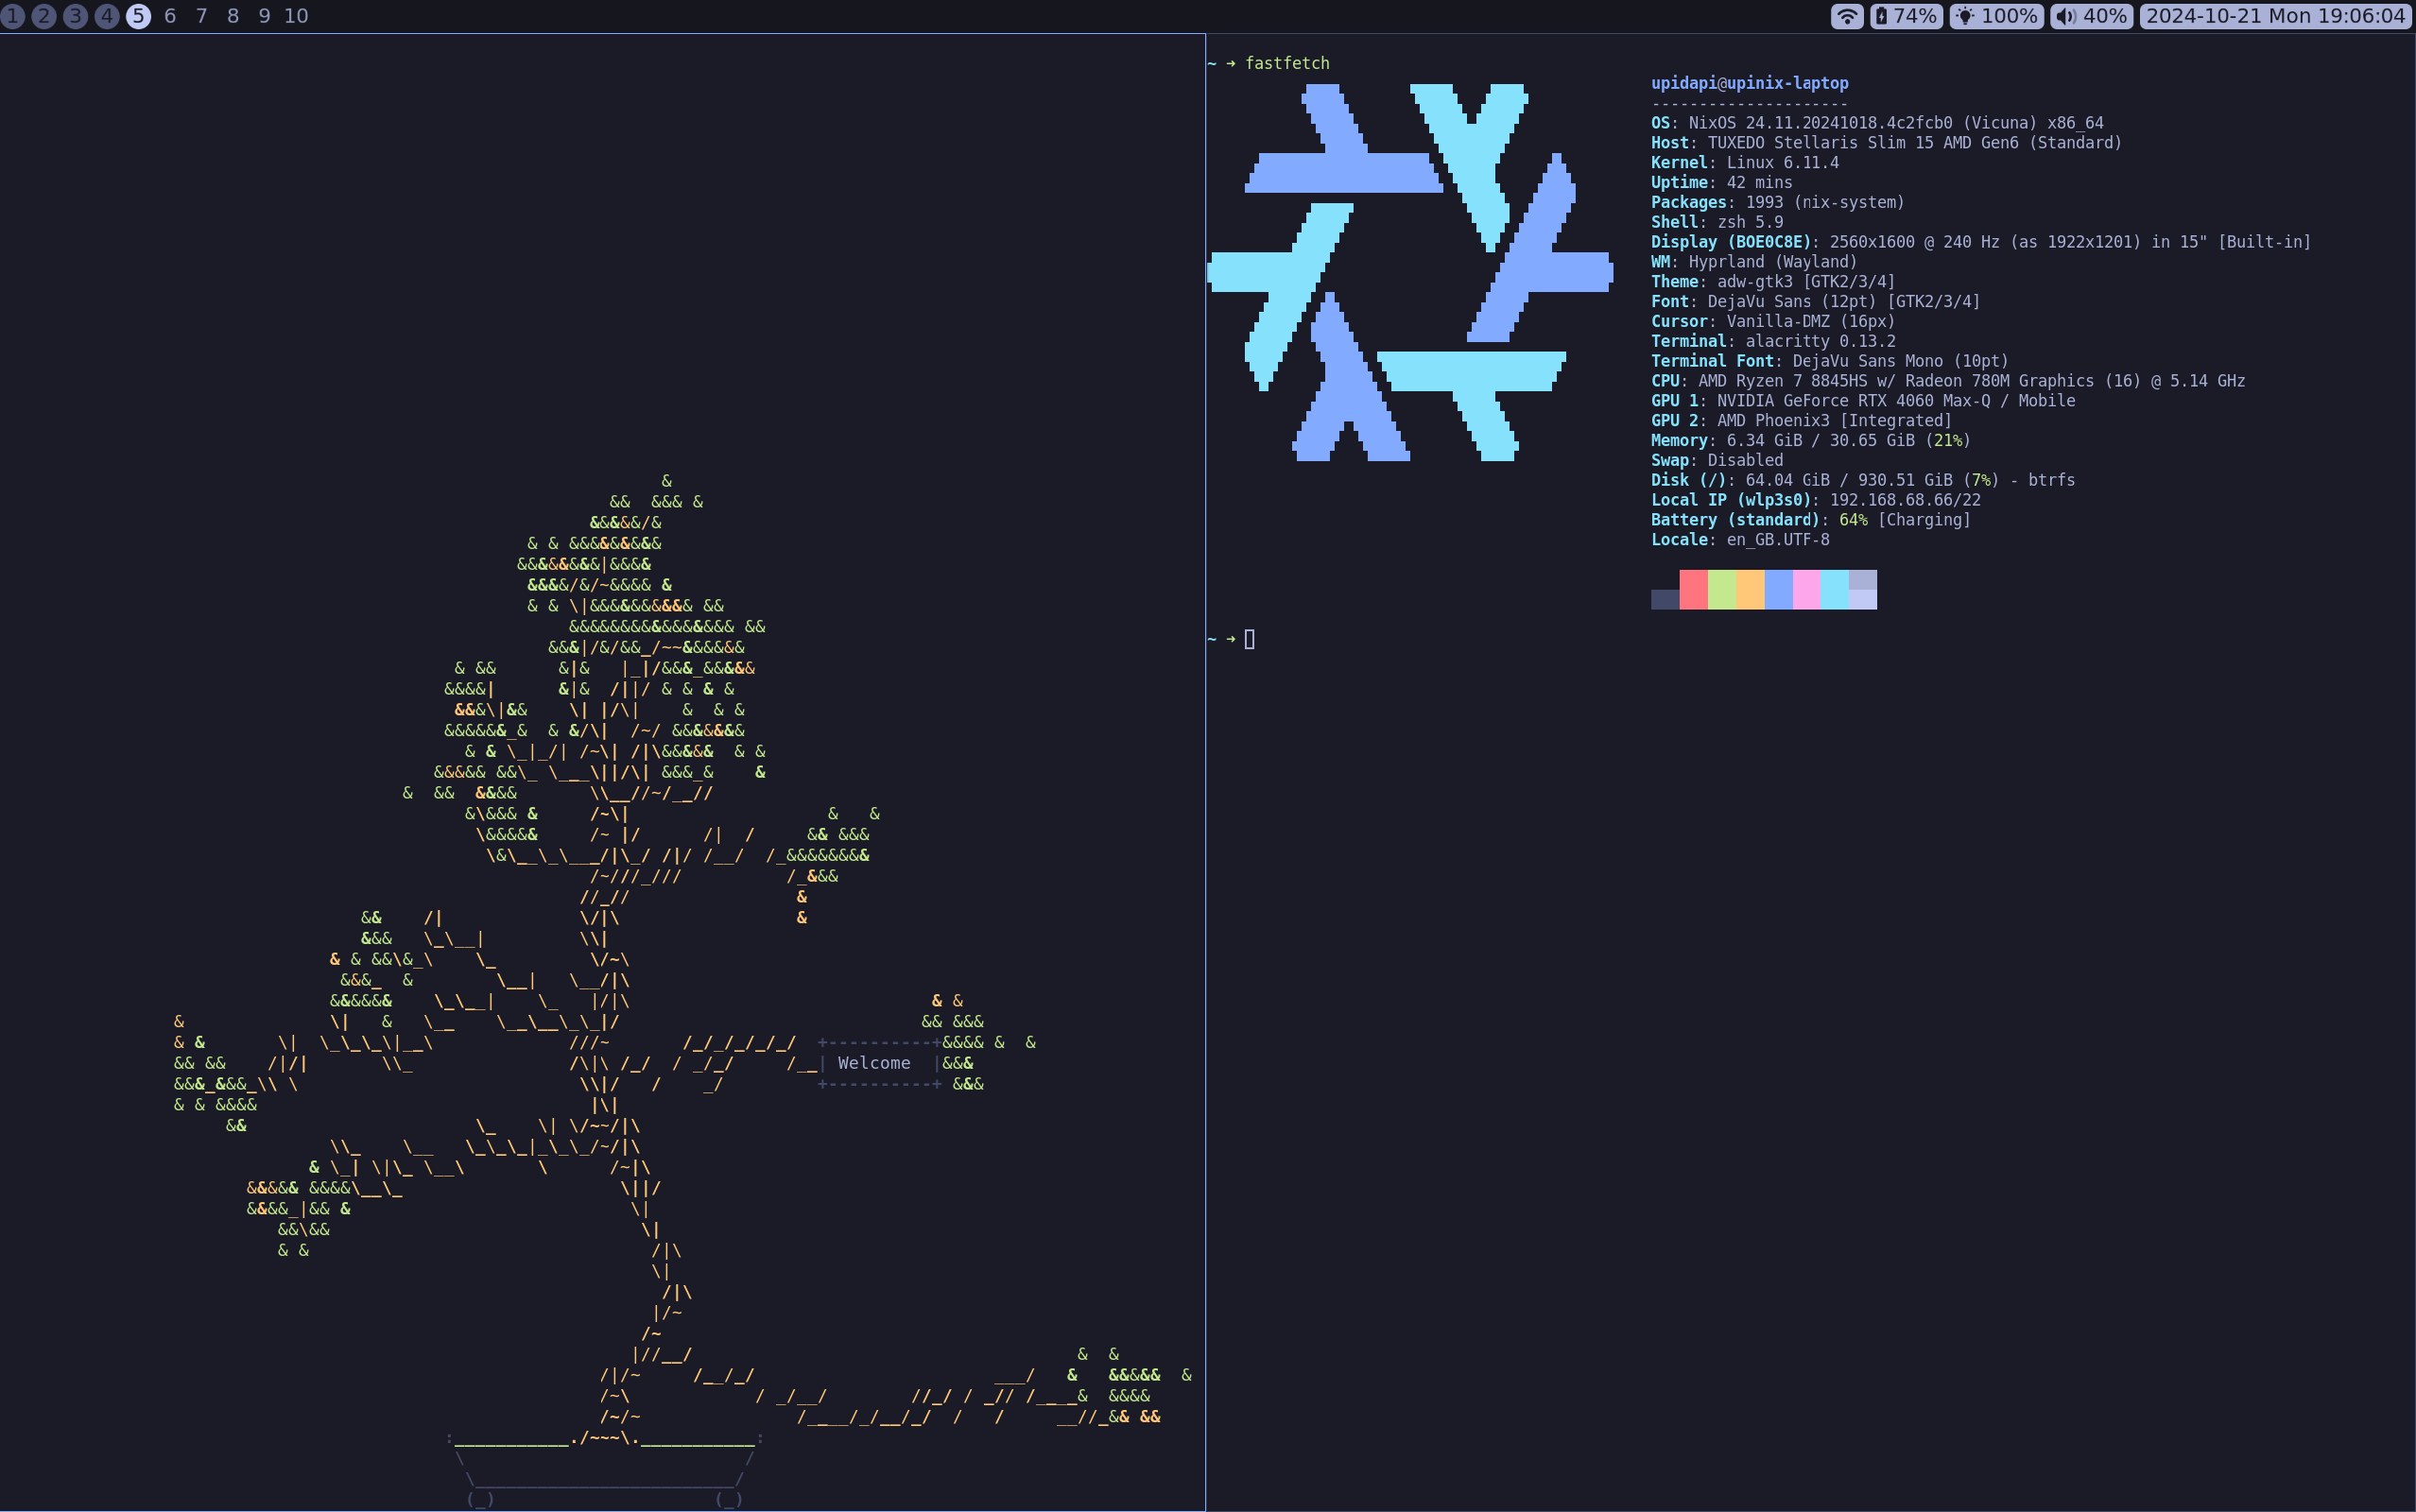 1 2 3 4 5 6 7 8 9 10 74% 100% 40% 2024-10-21 Mon 19:06:04
~ ➜ fastfetch
upidapi@upinix-laptop
---------------------
OS: NixOS 24.11.20241018.4c2fcb0 (Vicuna) x86_64
Host: TUXEDO Stellaris Slim 15 AMD Gen6 (Standard)
Kernel: Linux 6.11.4
Uptime: 42 mins
Packages: 1993 (nix-system)
Shell: zsh 5.9
Display (BOE0C8E): 2560x1600 @ 240 Hz (as 1922x1201) in 15" [Built-in]
WM: Hyprland (Wayland)
Theme: adw-gtk3 [GTK2/3/4]
Font: DejaVu Sans (12pt) [GTK2/3/4]
Cursor: Vanilla-DMZ (16px)
Terminal: alacritty 0.13.2
Terminal Font: DejaVu Sans Mono (10pt)
CPU: AMD Ryzen 7 8845HS w/ Radeon 780M Graphics (16) @ 5.14 GHz
GPU 1: NVIDIA GeForce RTX 4060 Max-Q / Mobile
GPU 2: AMD Phoenix3 [Integrated]
Memory: 6.34 GiB / 30.65 GiB (21%)
Swap: Disabled
Disk (/): 64.04 GiB / 930.51 GiB (7%) - btrfs
Local IP (wlp3s0): 192.168.68.66/22
Battery (standard): 64% [Charging]
Locale: en_GB.UTF-8
~ ➜
Welcome